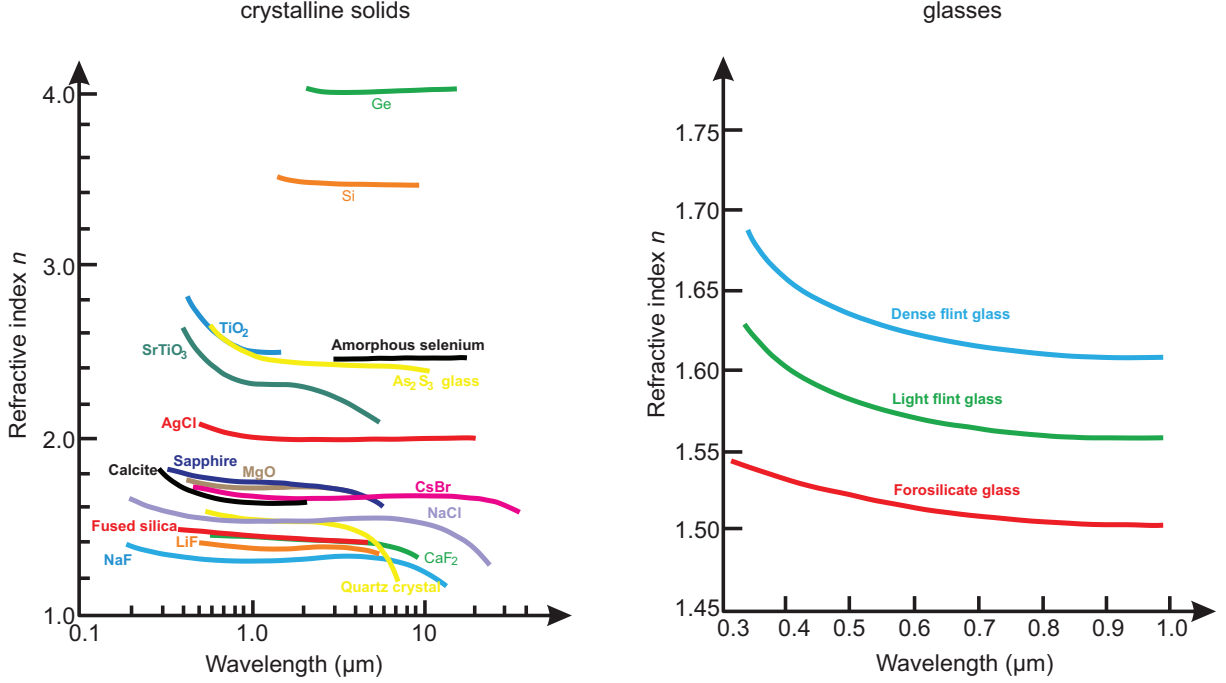 crystalline solids
glasses
4.0
3.0
2.0
1.0
Refractive index n
Ge
Si
TiO₂
SrTiO₃
Amorphous selenium
As₂S₃ glass
AgCl
Sapphire
Calcite
MgO
CsBr
NaCl
Fused silica
LiF
CaF₂
NaF
Quartz crystal
0.1 1.0 10
Wavelength (µm)
1.75
1.70
1.65
1.60
1.55
1.50
1.45
Refractive index n
Dense flint glass
Light flint glass
Forosilicate glass
0.3 0.4 0.5 0.6 0.7 0.8 0.9 1.0
Wavelength (µm)